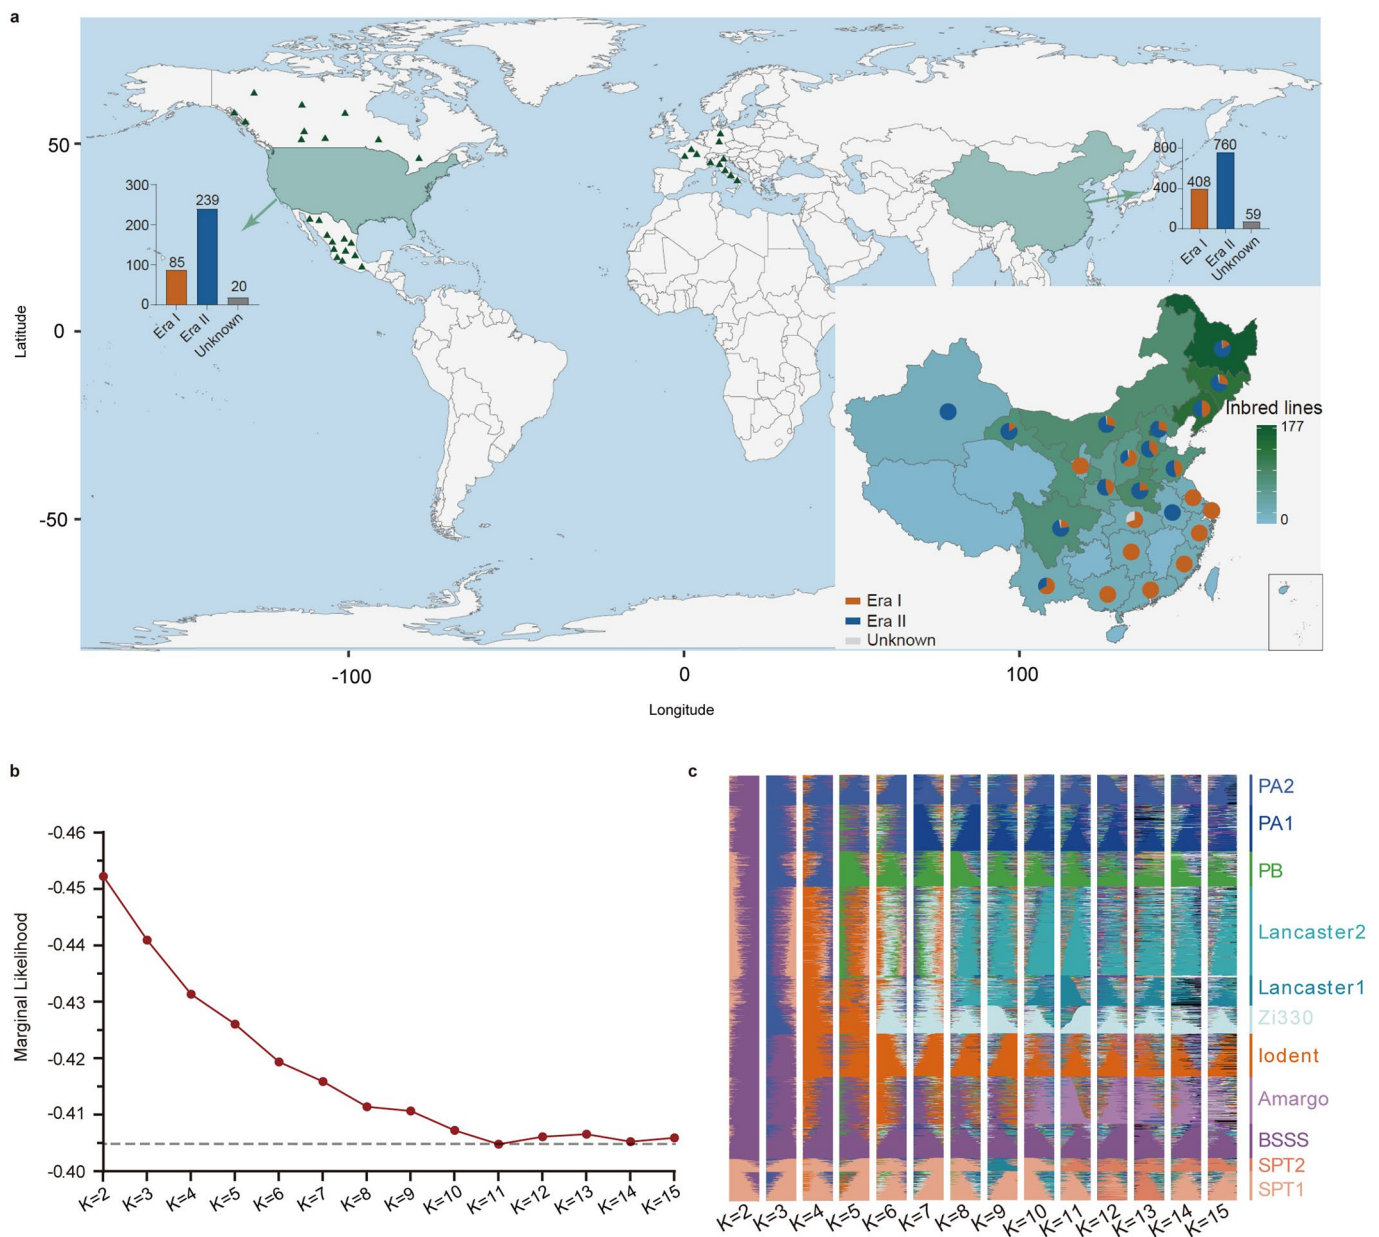 a
50
0
-50
Latitude
-100
0
100
Longitude
300
200
100
0
85
239
20
Era I
Era II
Unknown
800
400
0
408
760
59
Era I
Era II
Unknown
Inbred lines
177
0
Era I
Era II
Unknown
b
Marginal Likelihood
-0.46
-0.45
-0.44
-0.43
-0.42
-0.41
-0.40
K=2
K=3
K=4
K=5
K=6
K=7
K=8
K=9
K=10
K=11
K=12
K=13
K=14
K=15
c
PA2
PA1
PB
Lancaster2
Lancaster1
Zi330
Iodent
Amargo
BSSS
SPT2
SPT1
K=2
K=3
K=4
K=5
K=6
K=7
K=8
K=9
K=10
K=11
K=12
K=13
K=14
K=15